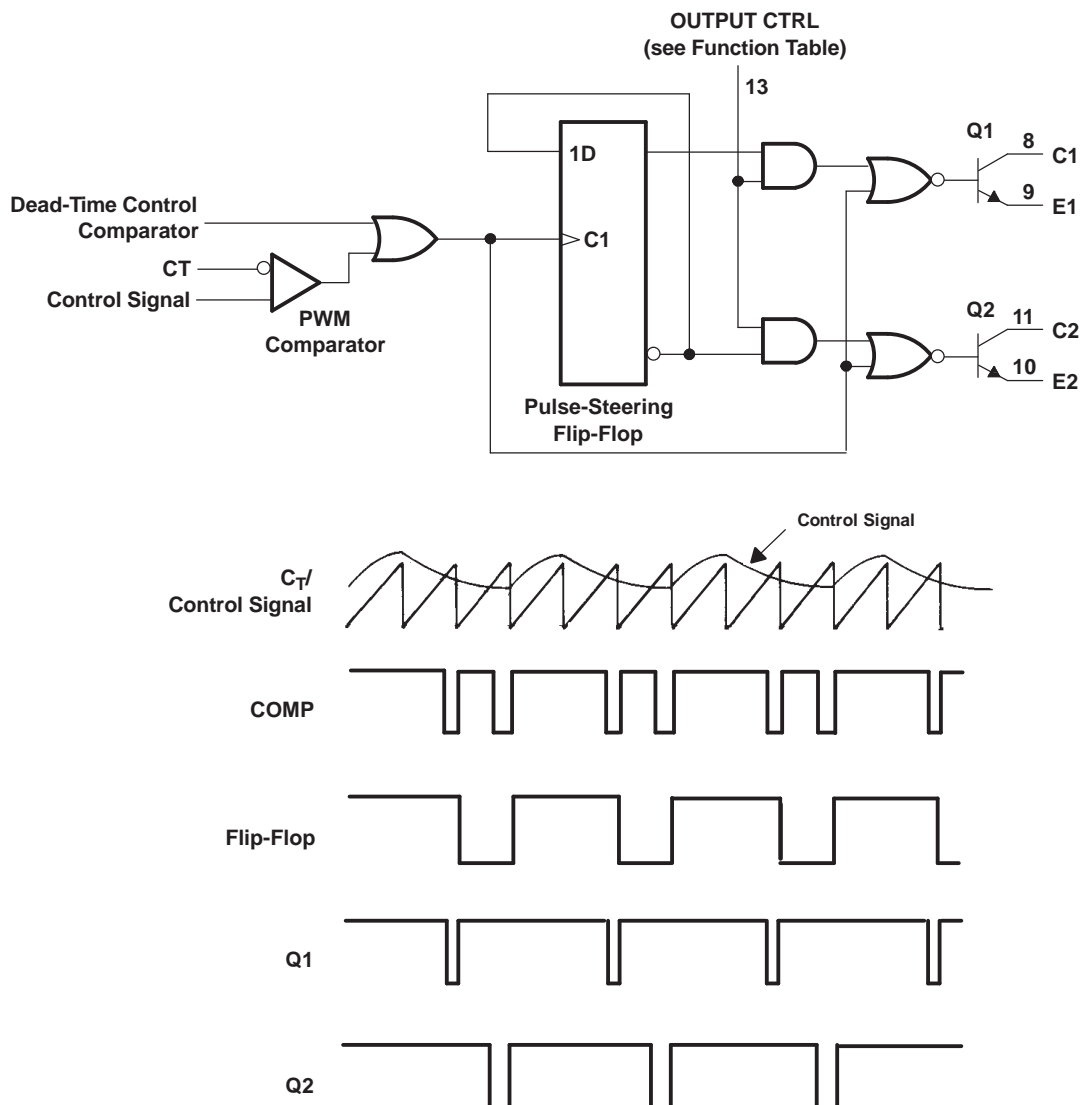 OUTPUT CTRL
(see Function Table)
13
Q1
8
C1
9
E1
1D
Dead-Time Control
Comparator
C1
CT
Control Signal
PWM
Comparator
Q2
11
C2
10
E2
Pulse-Steering
Flip-Flop
Control Signal
CT/
Control Signal
COMP
Flip-Flop
Q1
Q2